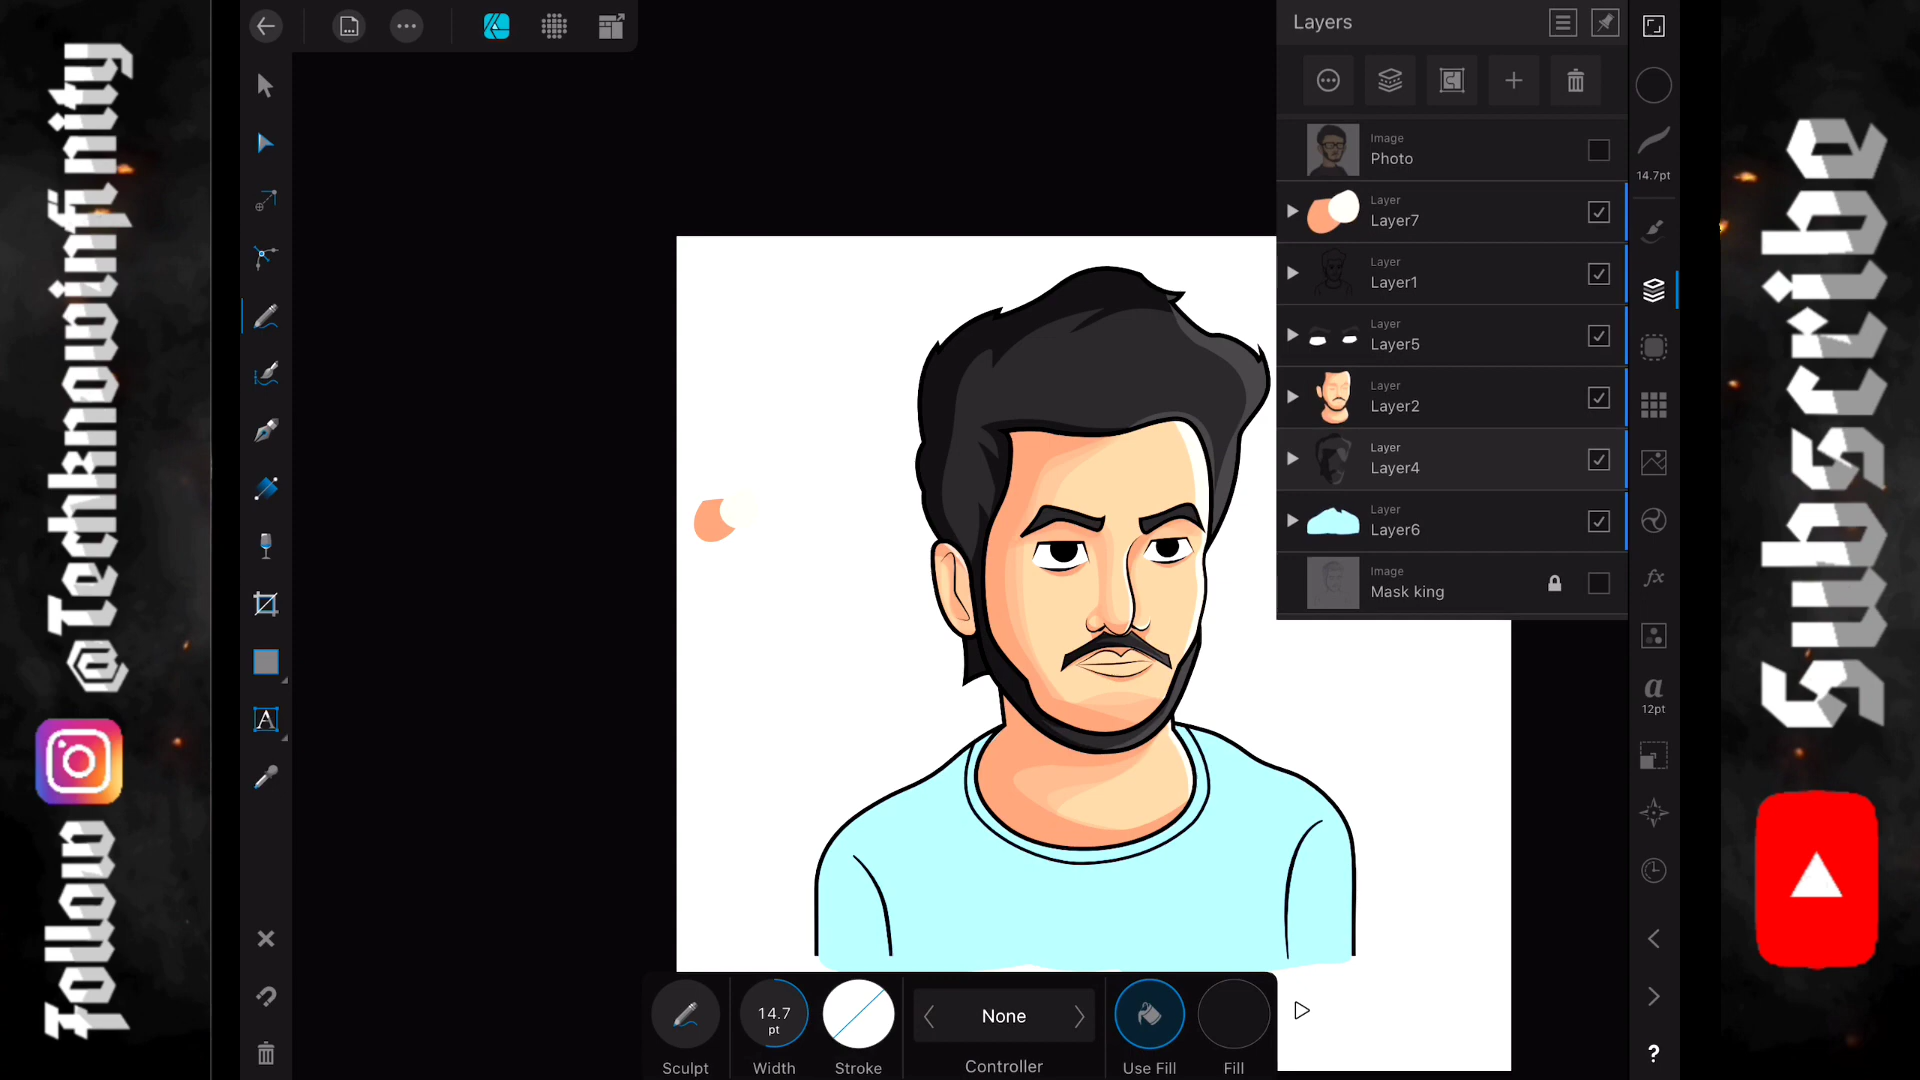 Follow @Techknowinfinity
Layers
Image
Photo
Layer
Layer7
Layer
Layer1
Layer
Layer5
Layer
Layer2
Layer
Layer4
Layer
Layer6
Image
Mask king
14.7pt
fx
a
12pt
A
14.7
pt
None
Sculpt
Width
Stroke
Controller
Use Fill
Fill
?
Subscribe